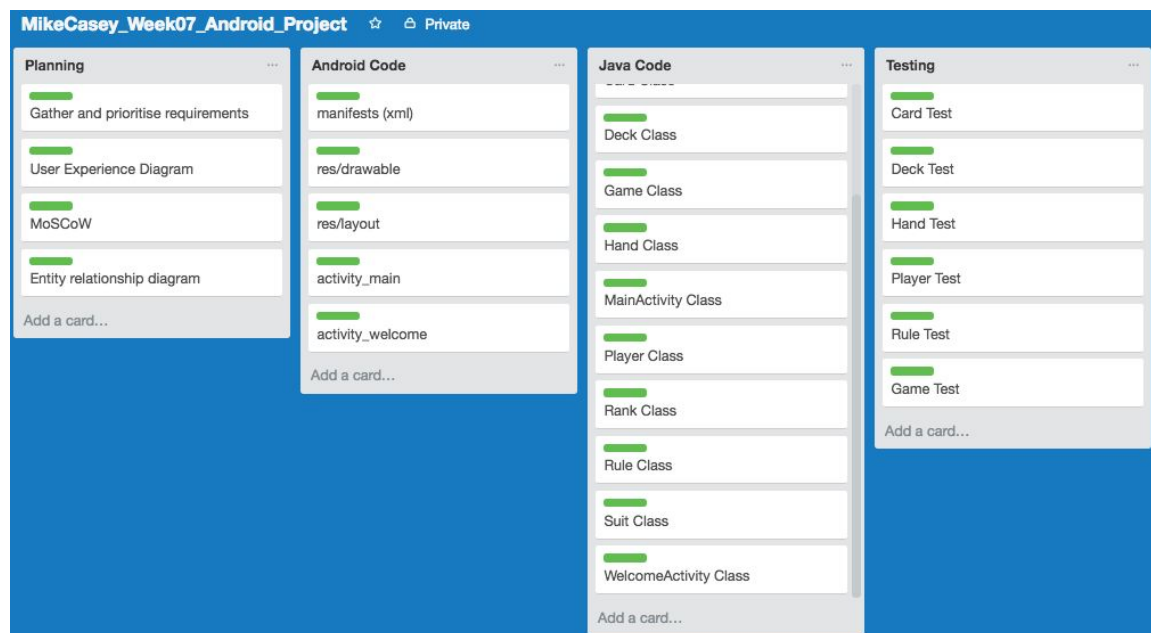 MikeCasey_Week07_Android_Project
Private
Planning
Gather and prioritise requirements
User Experience Diagram
MoSCoW
Entity relationship diagram
Add a card...
Android Code
manifests (xml)
res/drawable
res/layout
activity_main
activity_welcome
Add a card...
Java Code
Deck Class
Game Class
Hand Class
MainActivity Class
Player Class
Rank Class
Rule Class
Suit Class
WelcomeActivity Class
Add a card...
Testing
Card Test
Deck Test
Hand Test
Player Test
Rule Test
Game Test
Add a card...